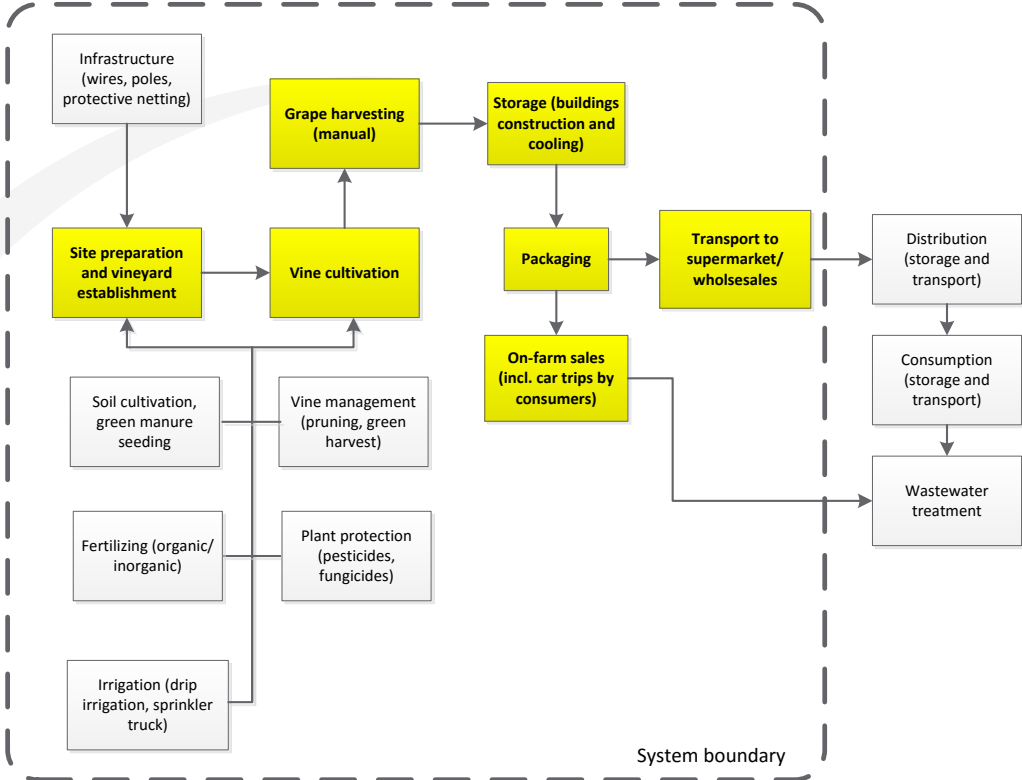 Infrastructure
(wires, poles,
protective netting)
Grape harvesting
(manual)
Storage (buildings
construction and
cooling)
Site preparation
and vineyard
establishment
Vine cultivation
Packaging
Transport to
supermarket/
wholsesales
Distribution
(storage and
transport)
On-farm sales
(incl. car trips by
consumers)
Consumption
(storage and
transport)
Soil cultivation,
green manure
seeding
Vine management
(pruning, green
harvest)
Wastewater
treatment
Fertilizing (organic/
inorganic)
Plant protection
(pesticides,
fungicides)
Irrigation (drip
irrigation, sprinkler
truck)
System boundary